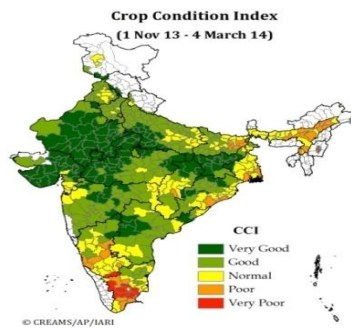 Crop Condition Index
(1 Nov 13 - 4 March 14)
CCI
Very Good
Good
Normal
Poor
Very Poor
© CREAMS/AP/IARI